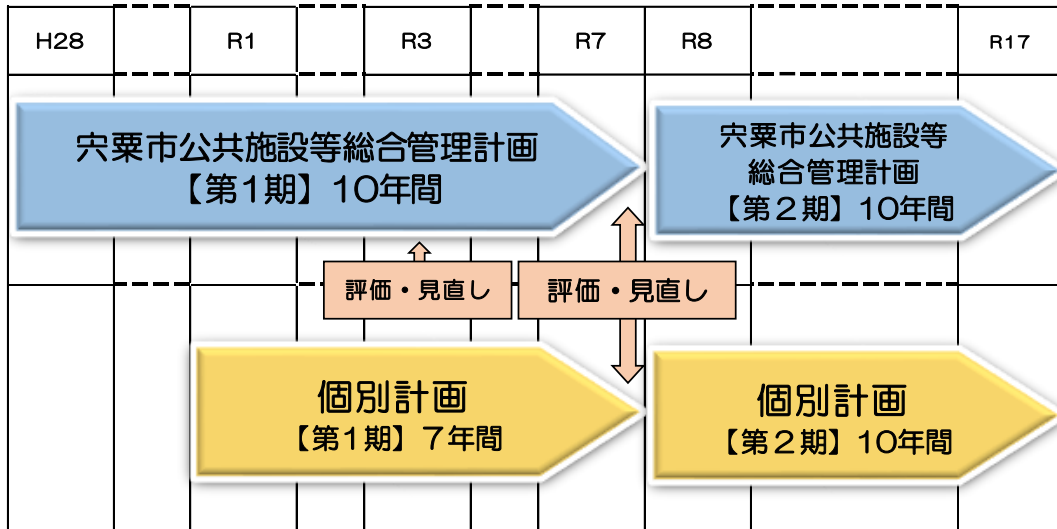 H28 R1 R3 R7 R8 R17
宍粟市公共施設等総合管理計画
【第1期】10年間
宍粟市公共施設等
総合管理計画
【第２期】10年間
評価・見直し
評価・見直し
個別計画
【第1期】７年間
個別計画
【第２期】10年間